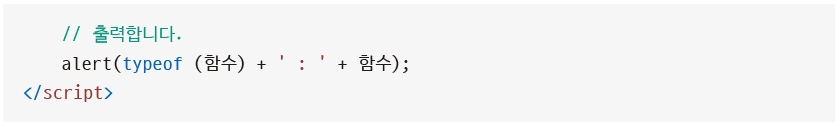 // 출력합니다.
alert(typeof (함수) + ' : ' + 함수);
</script>